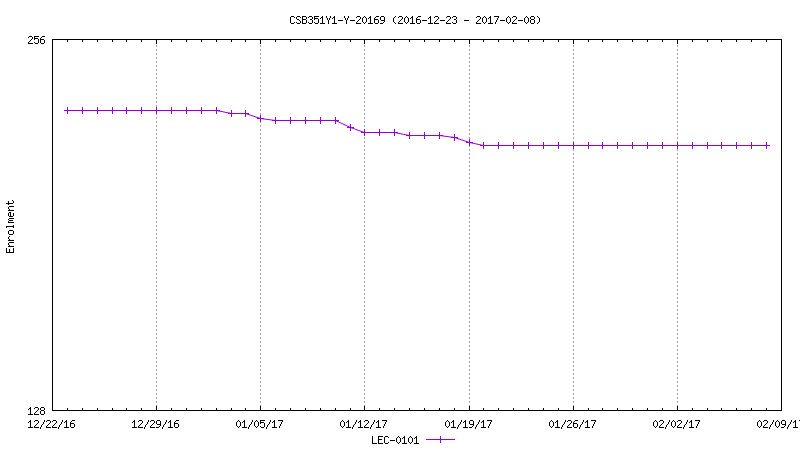 CSB351Y1-Y-20169 (2016-12-23 - 2017-02-08)
256
Enrolment
128
12/22/16 12/29/16 01/05/17 01/12/17 01/19/17 01/26/17 02/02/17 02/09/1
LEC-0101